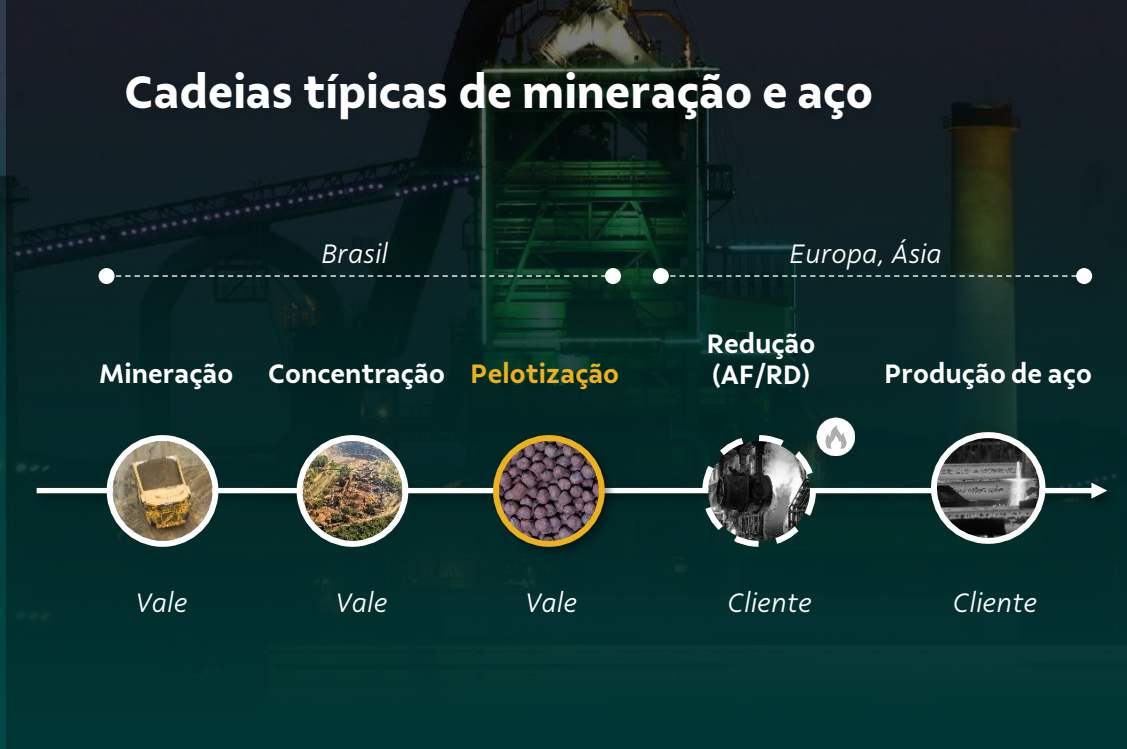 Cadeias típicas de mineração e aço
Brasil
Europa, Ásia
Mineração
Concentração
Pelotização
Redução
(AF/RD)
Produção de aço
Vale
Vale
Vale
Cliente
Cliente